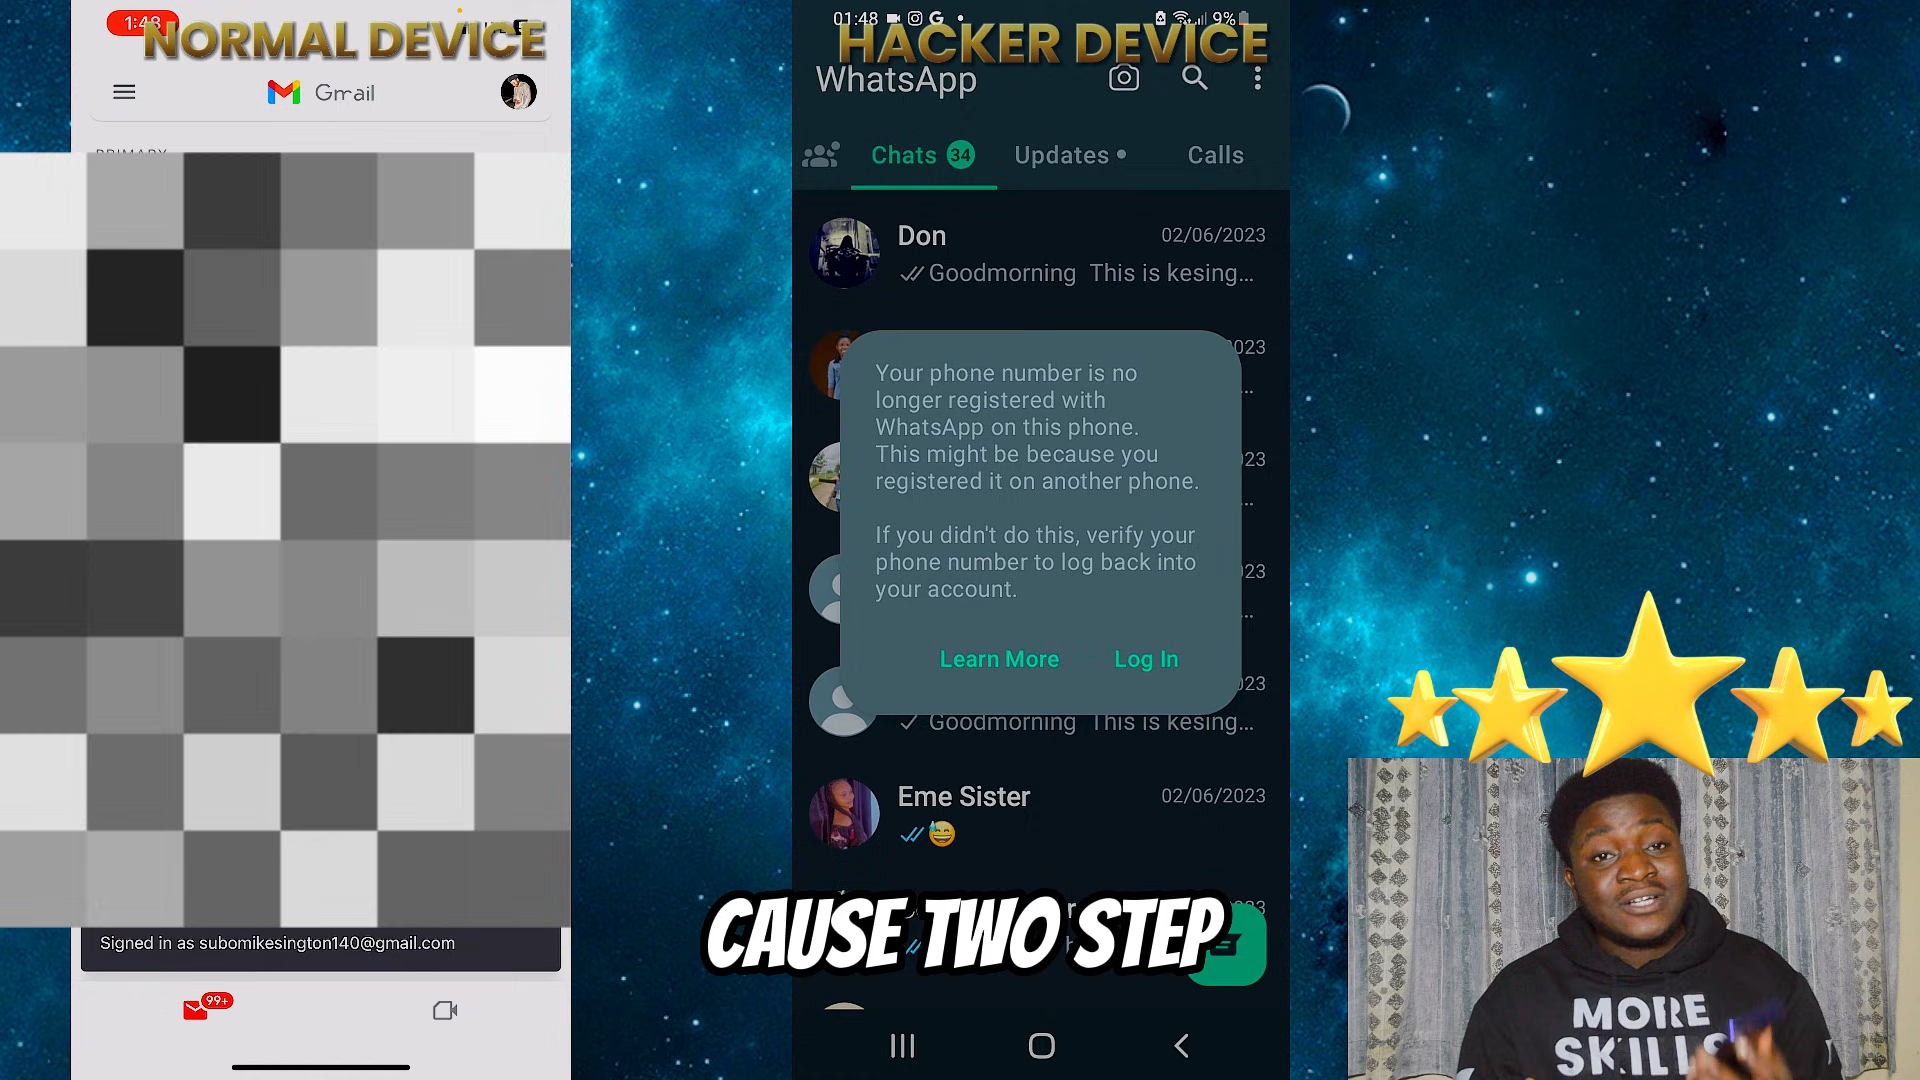 1:48
NORMAL DEVICE
Gmail
PRIMARY
Signed in as subomikesington140@gmail.com
99+
01:48
9%
HACKER DEVICE
WhatsApp
Chats 34
Updates
Calls
Don
02/06/2023
Goodmorning This is kesing...
023
Your phone number is no
longer registered with
WhatsApp on this phone.
This might be because you
registered it on another phone.
If you didn't do this, verify your
phone number to log back into
your account.
Learn More
Log In
023
Goodmorning This is kesing...
Eme Sister
02/06/2023
CAUSE TWO STEP
MORE
SKILLS